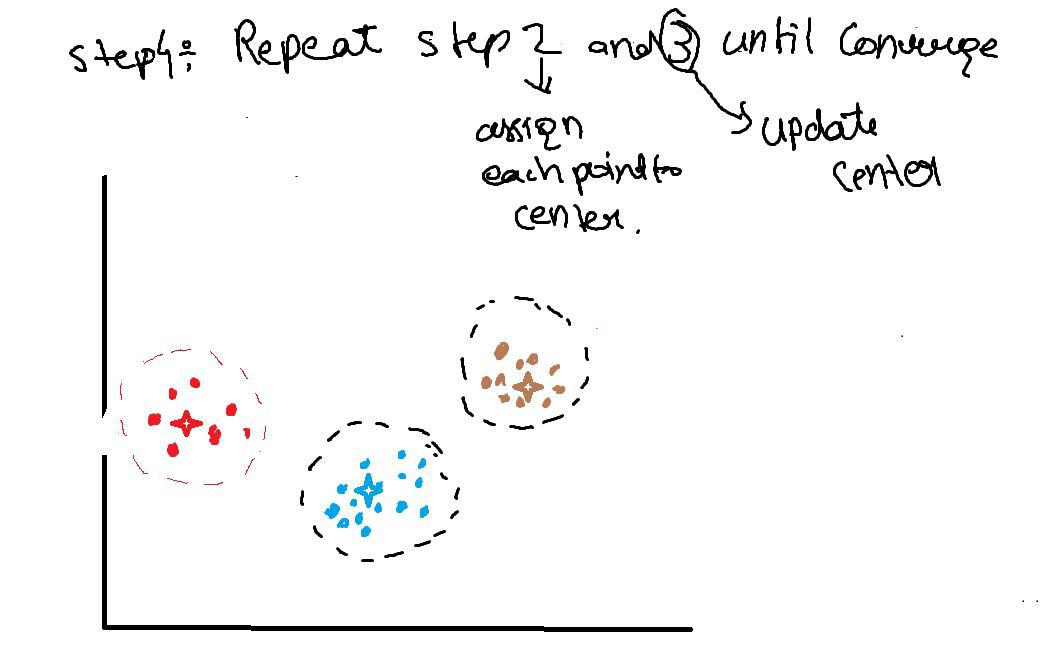 step4: Repeat step 2 and 3 until Converge
assign
each point to
center.
update
center